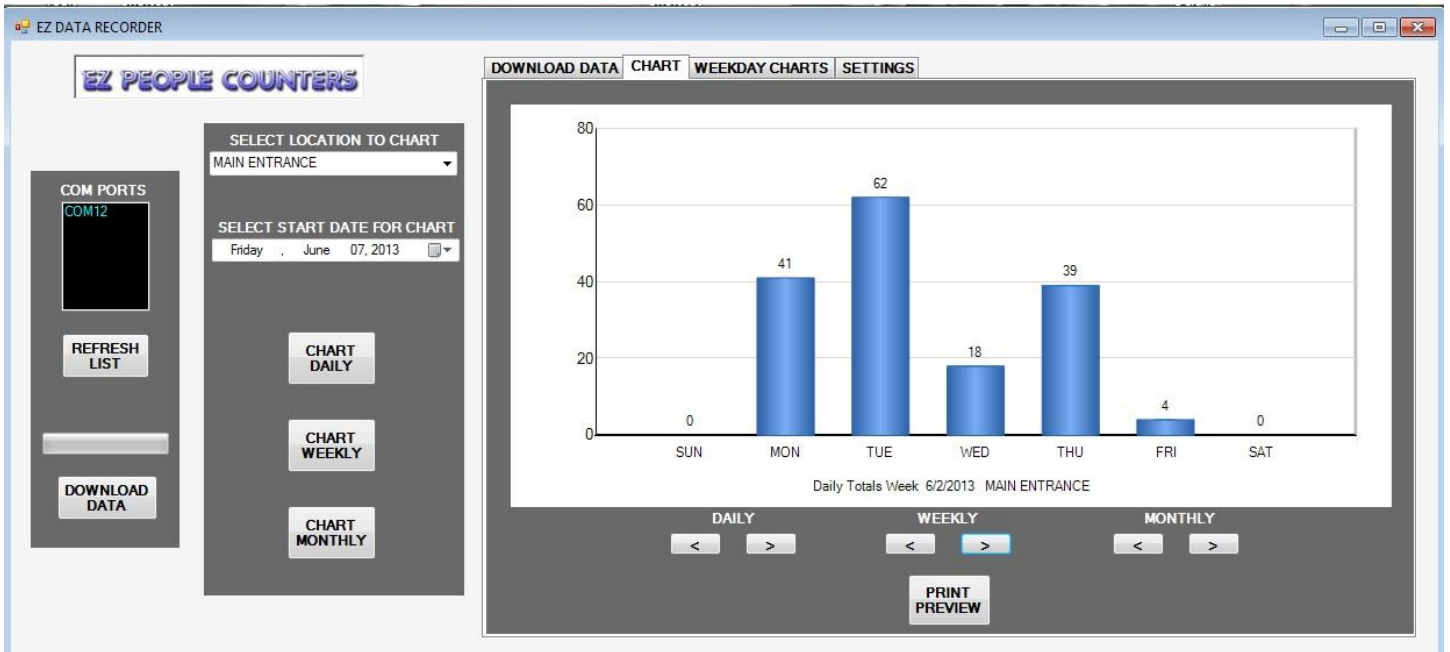 EZ DATA RECORDER
EZ PEOPLE COUNTERS
COM PORTS
COM12
REFRESH
LIST
DOWNLOAD
DATA
SELECT LOCATION TO CHART
MAIN ENTRANCE
SELECT START DATE FOR CHART
Friday , June 07, 2013
CHART
DAILY
CHART
WEEKLY
CHART
MONTHLY
DOWNLOAD DATA CHART WEEKDAY CHARTS SETTINGS
80
60
40
20
0
0 41 62 18 39 4 0
SUN MON TUE WED THU FRI SAT
Daily Totals Week 6/2/2013 MAIN ENTRANCE
DAILY WEEKLY MONTHLY
< > < > < >
PRINT
PREVIEW